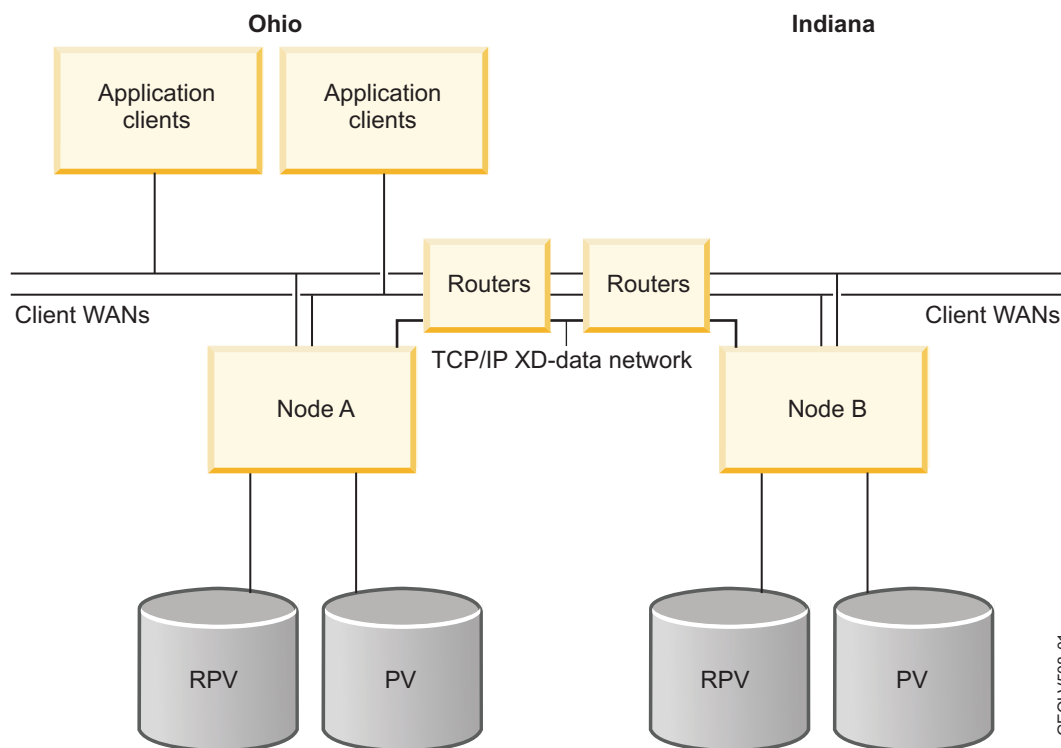 Ohio
Indiana
Application
clients
Application
clients
Routers
Routers
Client WANs
Client WANs
TCP/IP XD-data network
Node A
Node B
RPV
PV
RPV
PV